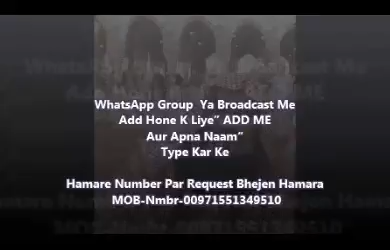 WhatsApp Group Ya Broadcast Me
Add Hone K Liye” ADD ME
Aur Apna Naam”
Type Kar Ke
Hamare Number Par Request Bhejen Hamara
MOB-Nmbr-00971551349510